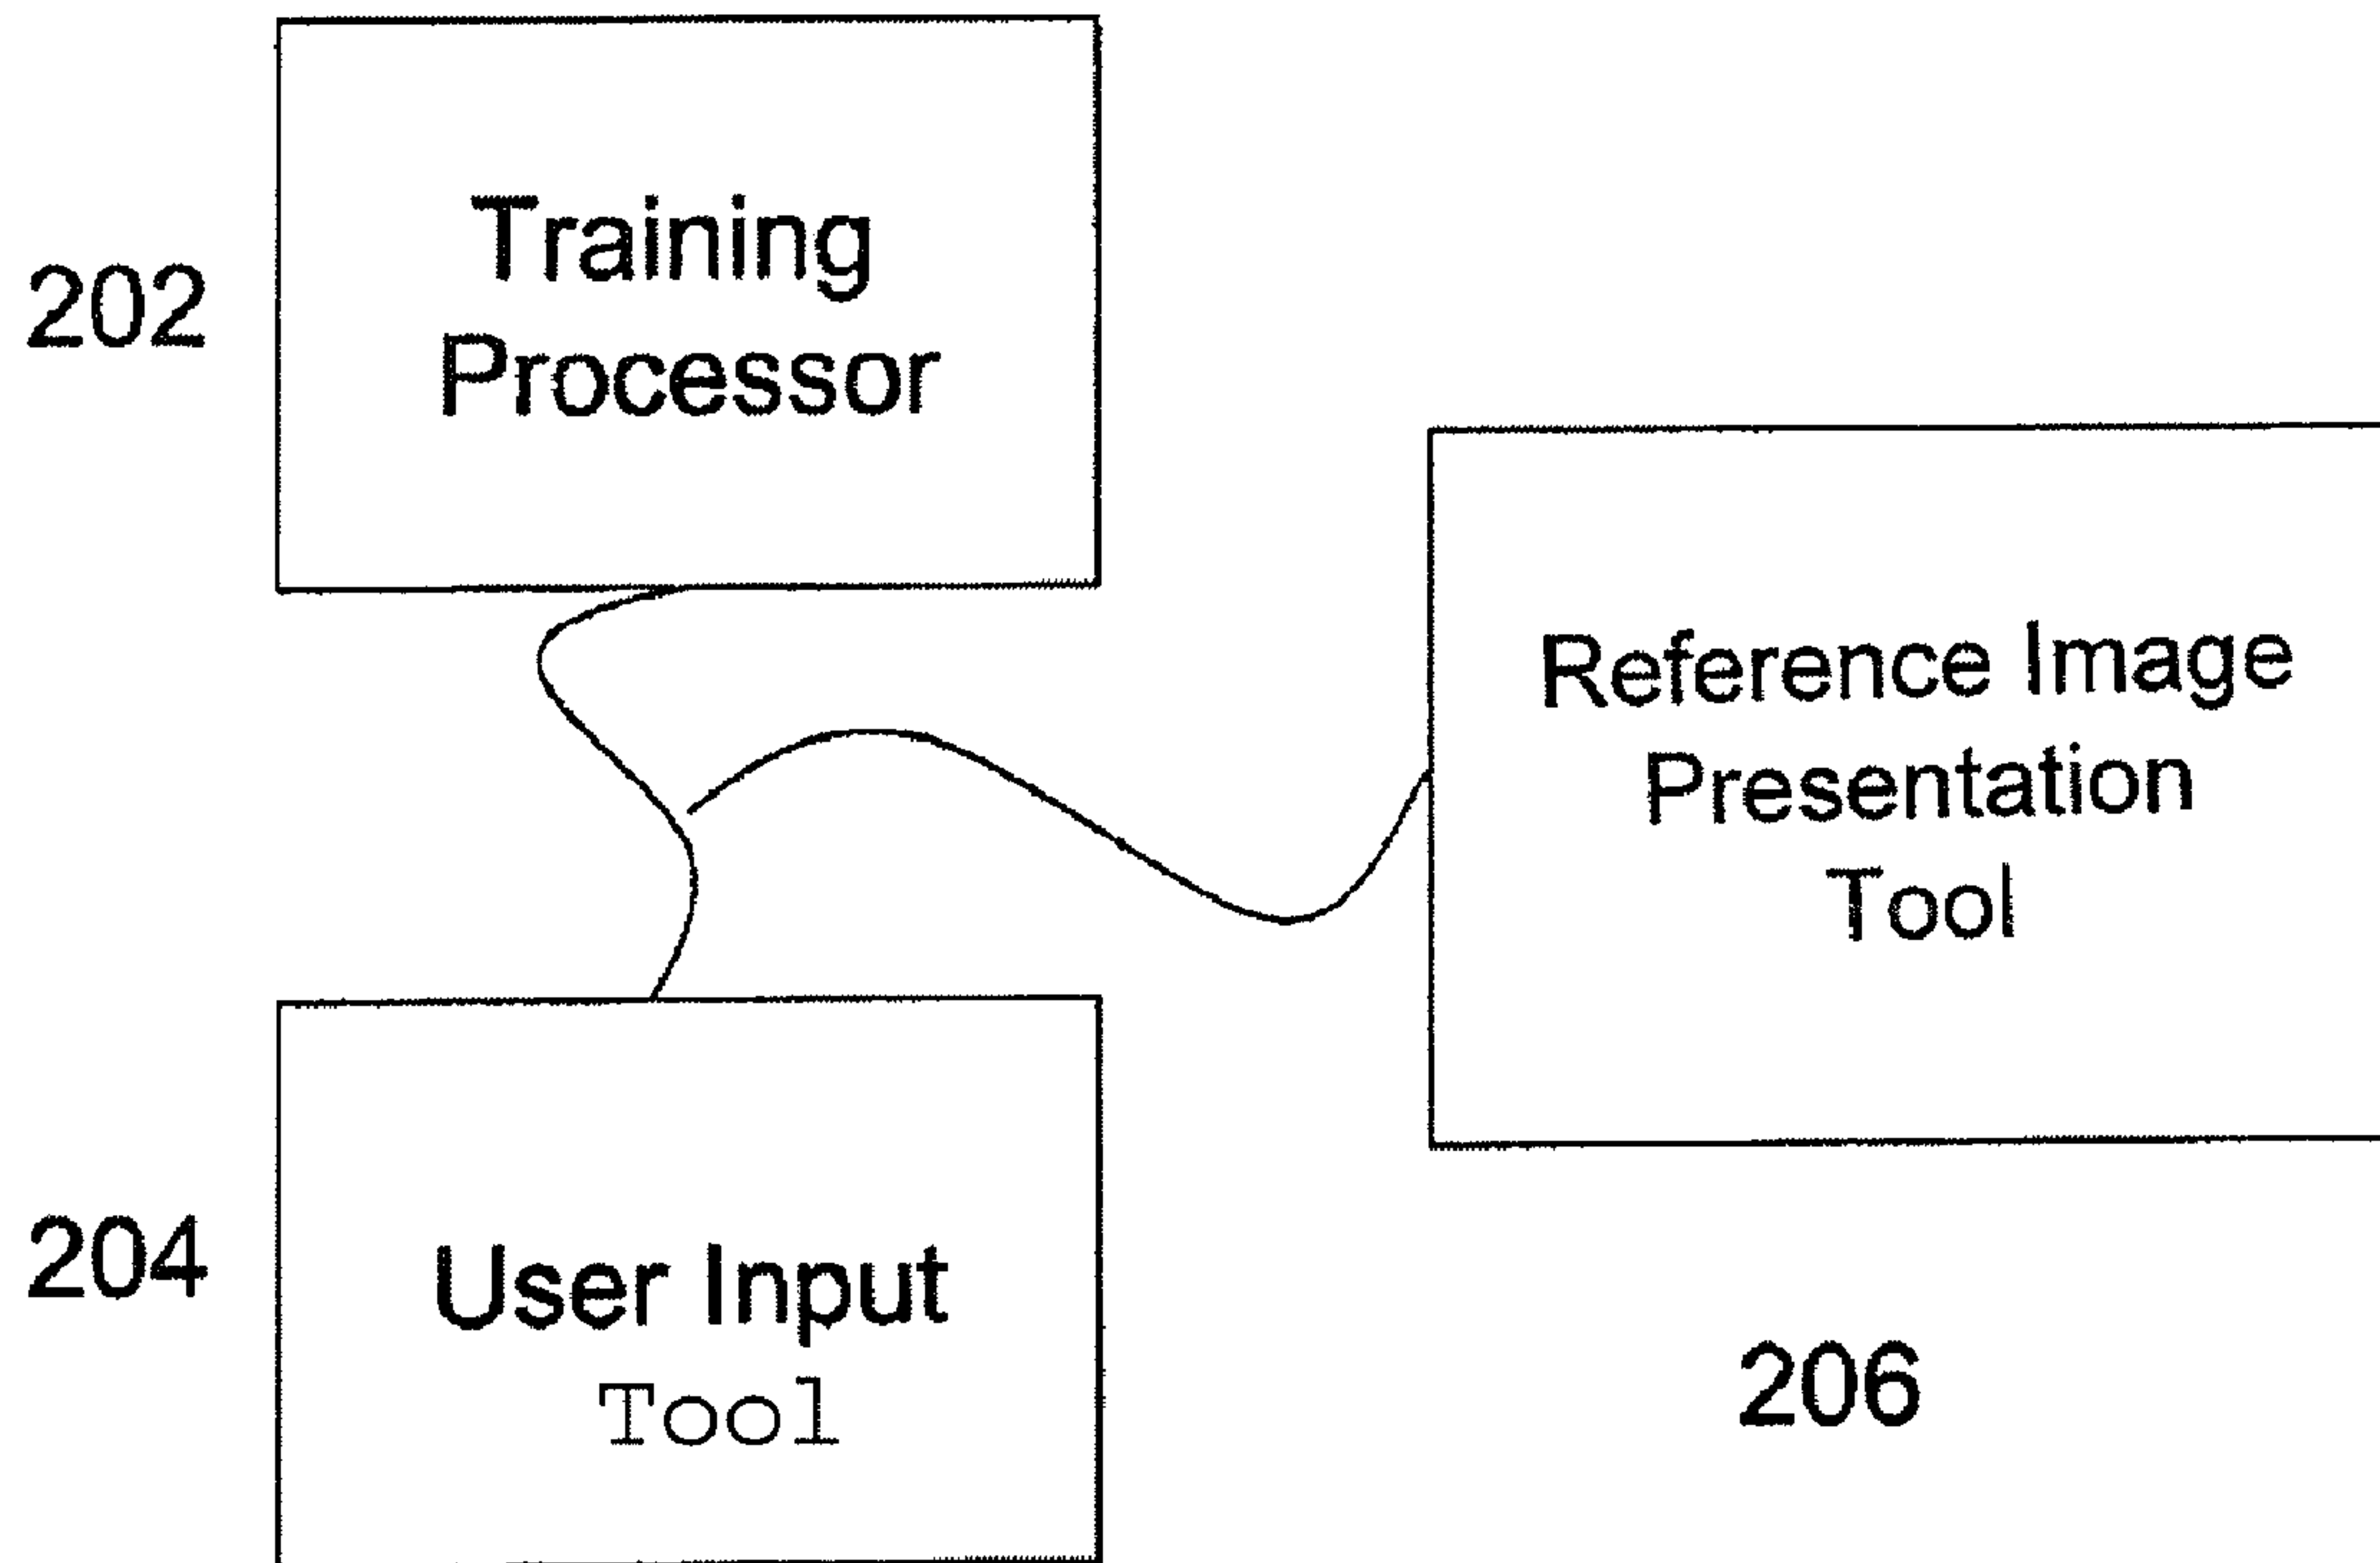 202
Training
Processor
Reference Image
Presentation
Tool
204
User Input
Tool
206